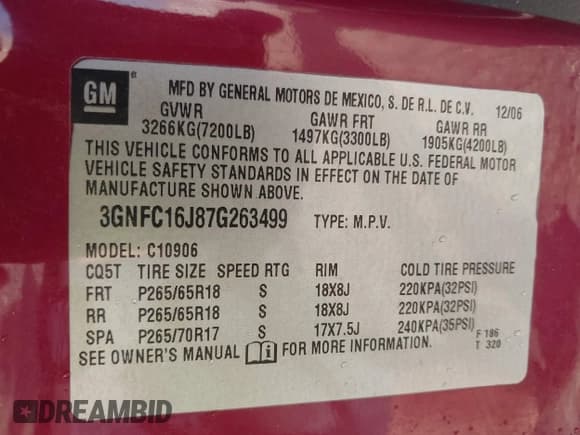 GM ®
MFD BY GENERAL MOTORS DE MEXICO, S. DE R.L. DE C.V. 12/06
GVWR GAWR FRT GAWR RR
3266KG(7200LB) 1497KG(3300LB) 1905KG(4200LB)
THIS VEHICLE CONFORMS TO ALL APPLICABLE U.S. FEDERAL MOTOR
VEHICLE SAFETY STANDARDS IN EFFECT ON THE DATE OF
MANUFACTURE SHOWN ABOVE.
3GNFC16J87G263499 TYPE: M.P.V.
MODEL: C10906
CQ5T TIRE SIZE SPEED RTG RIM COLD TIRE PRESSURE
FRT P265/65R18 S 18X8J 220KPA(32PSI)
RR P265/65R18 S 18X8J 220KPA(32PSI)
SPA P265/70R17 S 17X7.5J 240KPA(35PSI)
SEE OWNER'S MANUAL FOR MORE INFORMATION.
F 186
T 320
DREAMBID